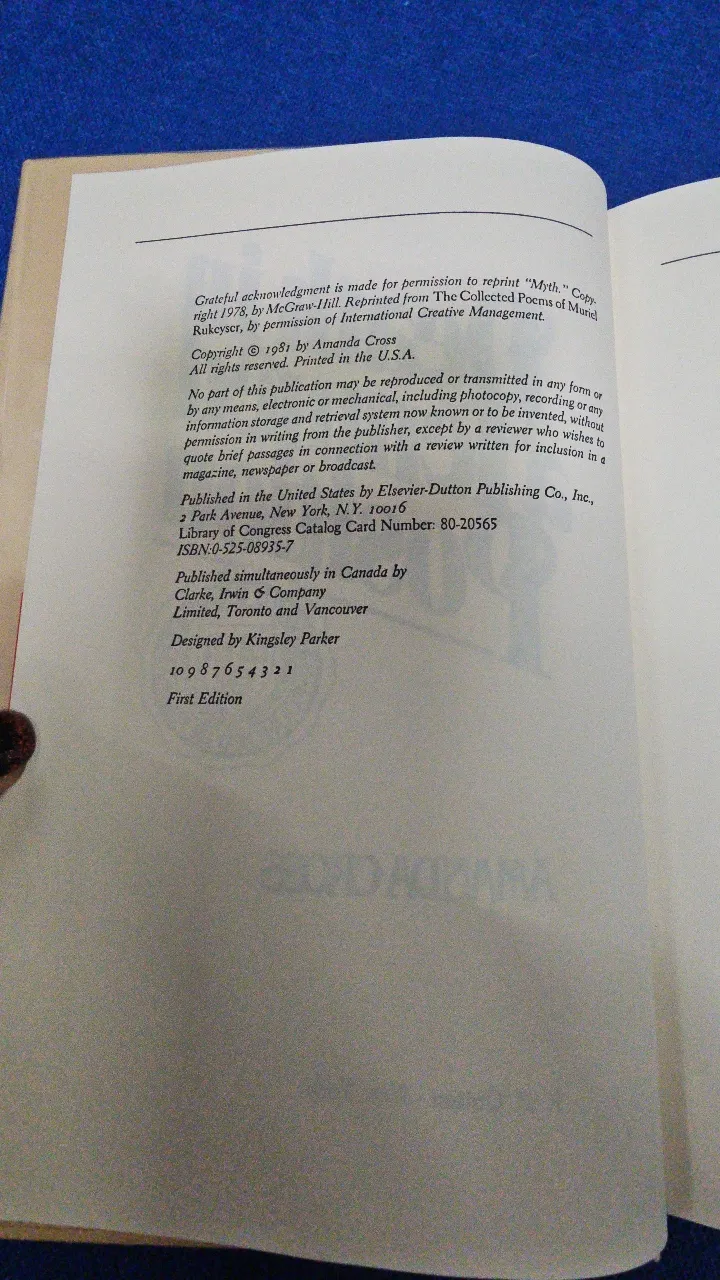 Grateful acknowledgment is made for permission to reprint "Myth." Copy-
right 1978, by McGraw-Hill. Reprinted from The Collected Poems of Muriel
Rukeyser, by permission of International Creative Management.
Copyright © 1981 by Amanda Cross
All rights reserved. Printed in the U.S.A.
No part of this publication may be reproduced or transmitted in any form or
by any means, electronic or mechanical, including photocopy, recording or any
information storage and retrieval system now known or to be invented, without
permission in writing from the publisher, except by a reviewer who wishes to
quote brief passages in connection with a review written for inclusion in a
magazine, newspaper or broadcast.
Published in the United States by Elsevier-Dutton Publishing Co., Inc.,
2 Park Avenue, New York, N.Y. 10016
Library of Congress Catalog Card Number: 80-20565
ISBN:0-525-08935-7
Published simultaneously in Canada by
Clarke, Irwin & Company
Limited, Toronto and Vancouver
Designed by Kingsley Parker
10 9 8 7 6 5 4 3 2 1
First Edition
AMANDA CROSS